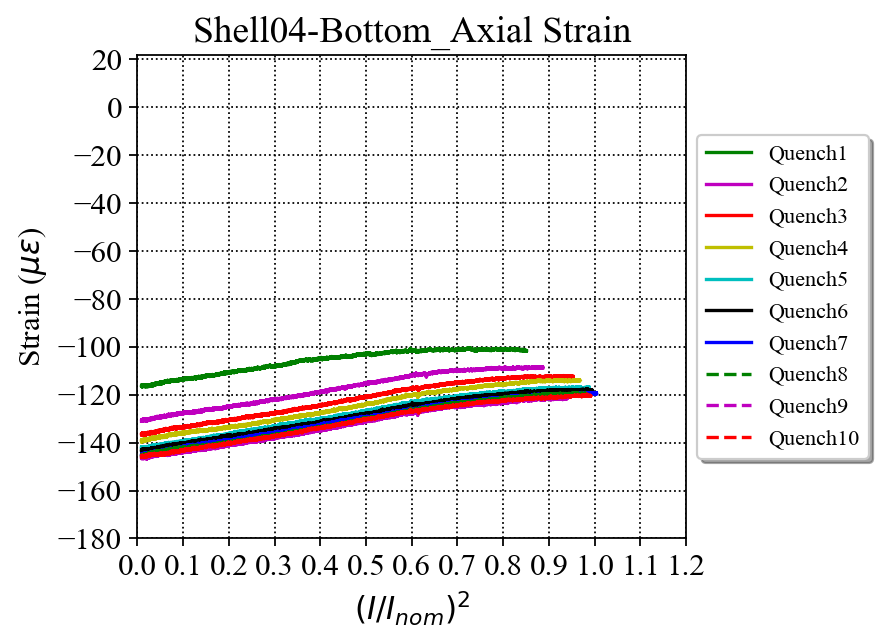 Shell04-Bottom_Axial Strain
20
0
−20
−40
−60
−80
−100
−120
−140
−160
−180
Strain (με)
0.0 0.1 0.2 0.3 0.4 0.5 0.6 0.7 0.8 0.9 1.0 1.1 1.2
(I/I_nom)^2
Quench1
Quench2
Quench3
Quench4
Quench5
Quench6
Quench7
Quench8
Quench9
Quench10